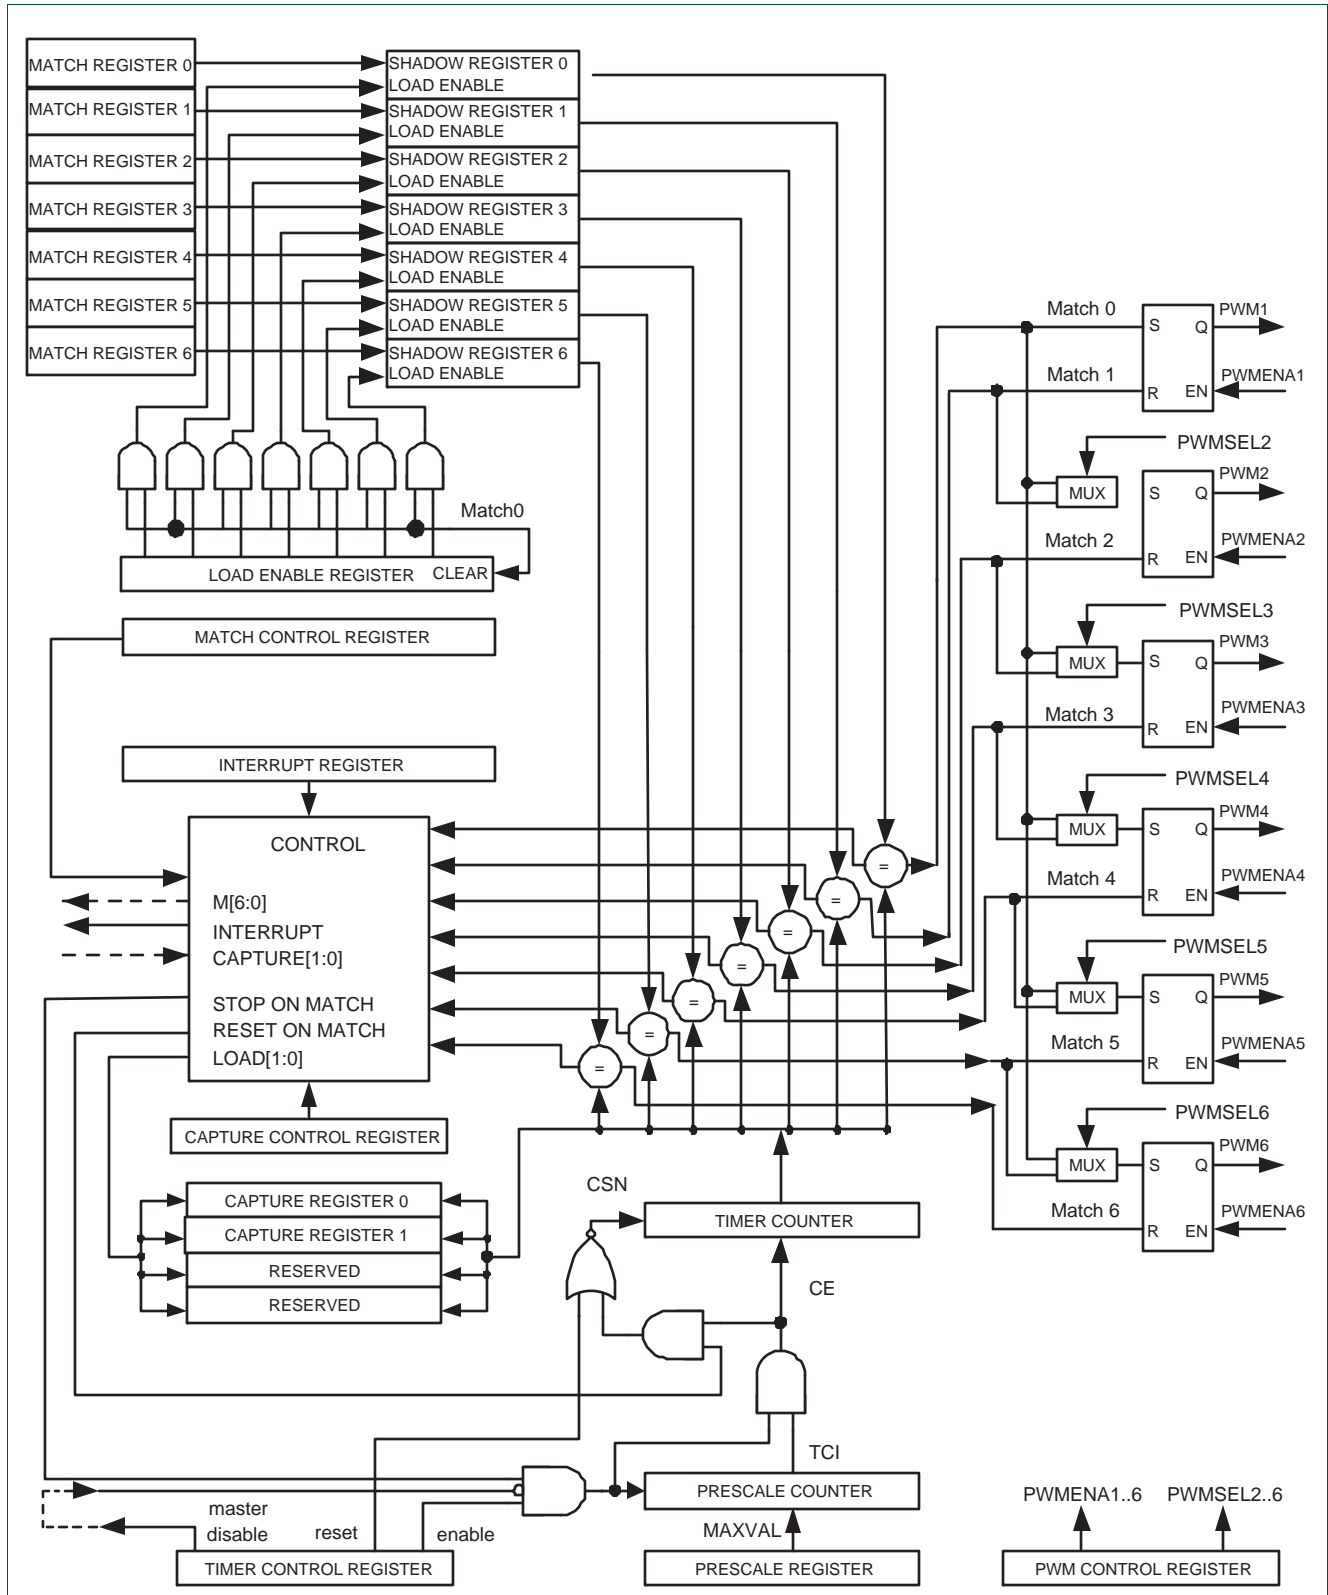 MATCH REGISTER 0
MATCH REGISTER 1
MATCH REGISTER 2
MATCH REGISTER 3
MATCH REGISTER 4
MATCH REGISTER 5
MATCH REGISTER 6
SHADOW REGISTER 0
LOAD ENABLE
SHADOW REGISTER 1
LOAD ENABLE
SHADOW REGISTER 2
LOAD ENABLE
SHADOW REGISTER 3
LOAD ENABLE
SHADOW REGISTER 4
LOAD ENABLE
SHADOW REGISTER 5
LOAD ENABLE
SHADOW REGISTER 6
LOAD ENABLE
Match0
LOAD ENABLE REGISTER CLEAR
MATCH CONTROL REGISTER
INTERRUPT REGISTER
CONTROL
M[6:0]
INTERRUPT
CAPTURE[1:0]
STOP ON MATCH
RESET ON MATCH
LOAD[1:0]
CAPTURE CONTROL REGISTER
CAPTURE REGISTER 0
CAPTURE REGISTER 1
RESERVED
RESERVED
=
=
=
=
=
=
=
Match 0
S Q PWM1
Match 1
R EN PWMENA1
PWMSEL2
MUX
S Q PWM2
Match 2
R EN PWMENA2
PWMSEL3
MUX
S Q PWM3
Match 3
R EN PWMENA3
PWMSEL4
MUX
S Q PWM4
Match 4
R EN PWMENA4
PWMSEL5
MUX
S Q PWM5
Match 5
R EN PWMENA5
PWMSEL6
MUX
S Q PWM6
Match 6
R EN PWMENA6
CSN
TIMER COUNTER
CE
TCI
PRESCALE COUNTER
MAXVAL
PRESCALE REGISTER
master
disable
reset
enable
TIMER CONTROL REGISTER
PWMENA1..6
PWMSEL2..6
PWM CONTROL REGISTER